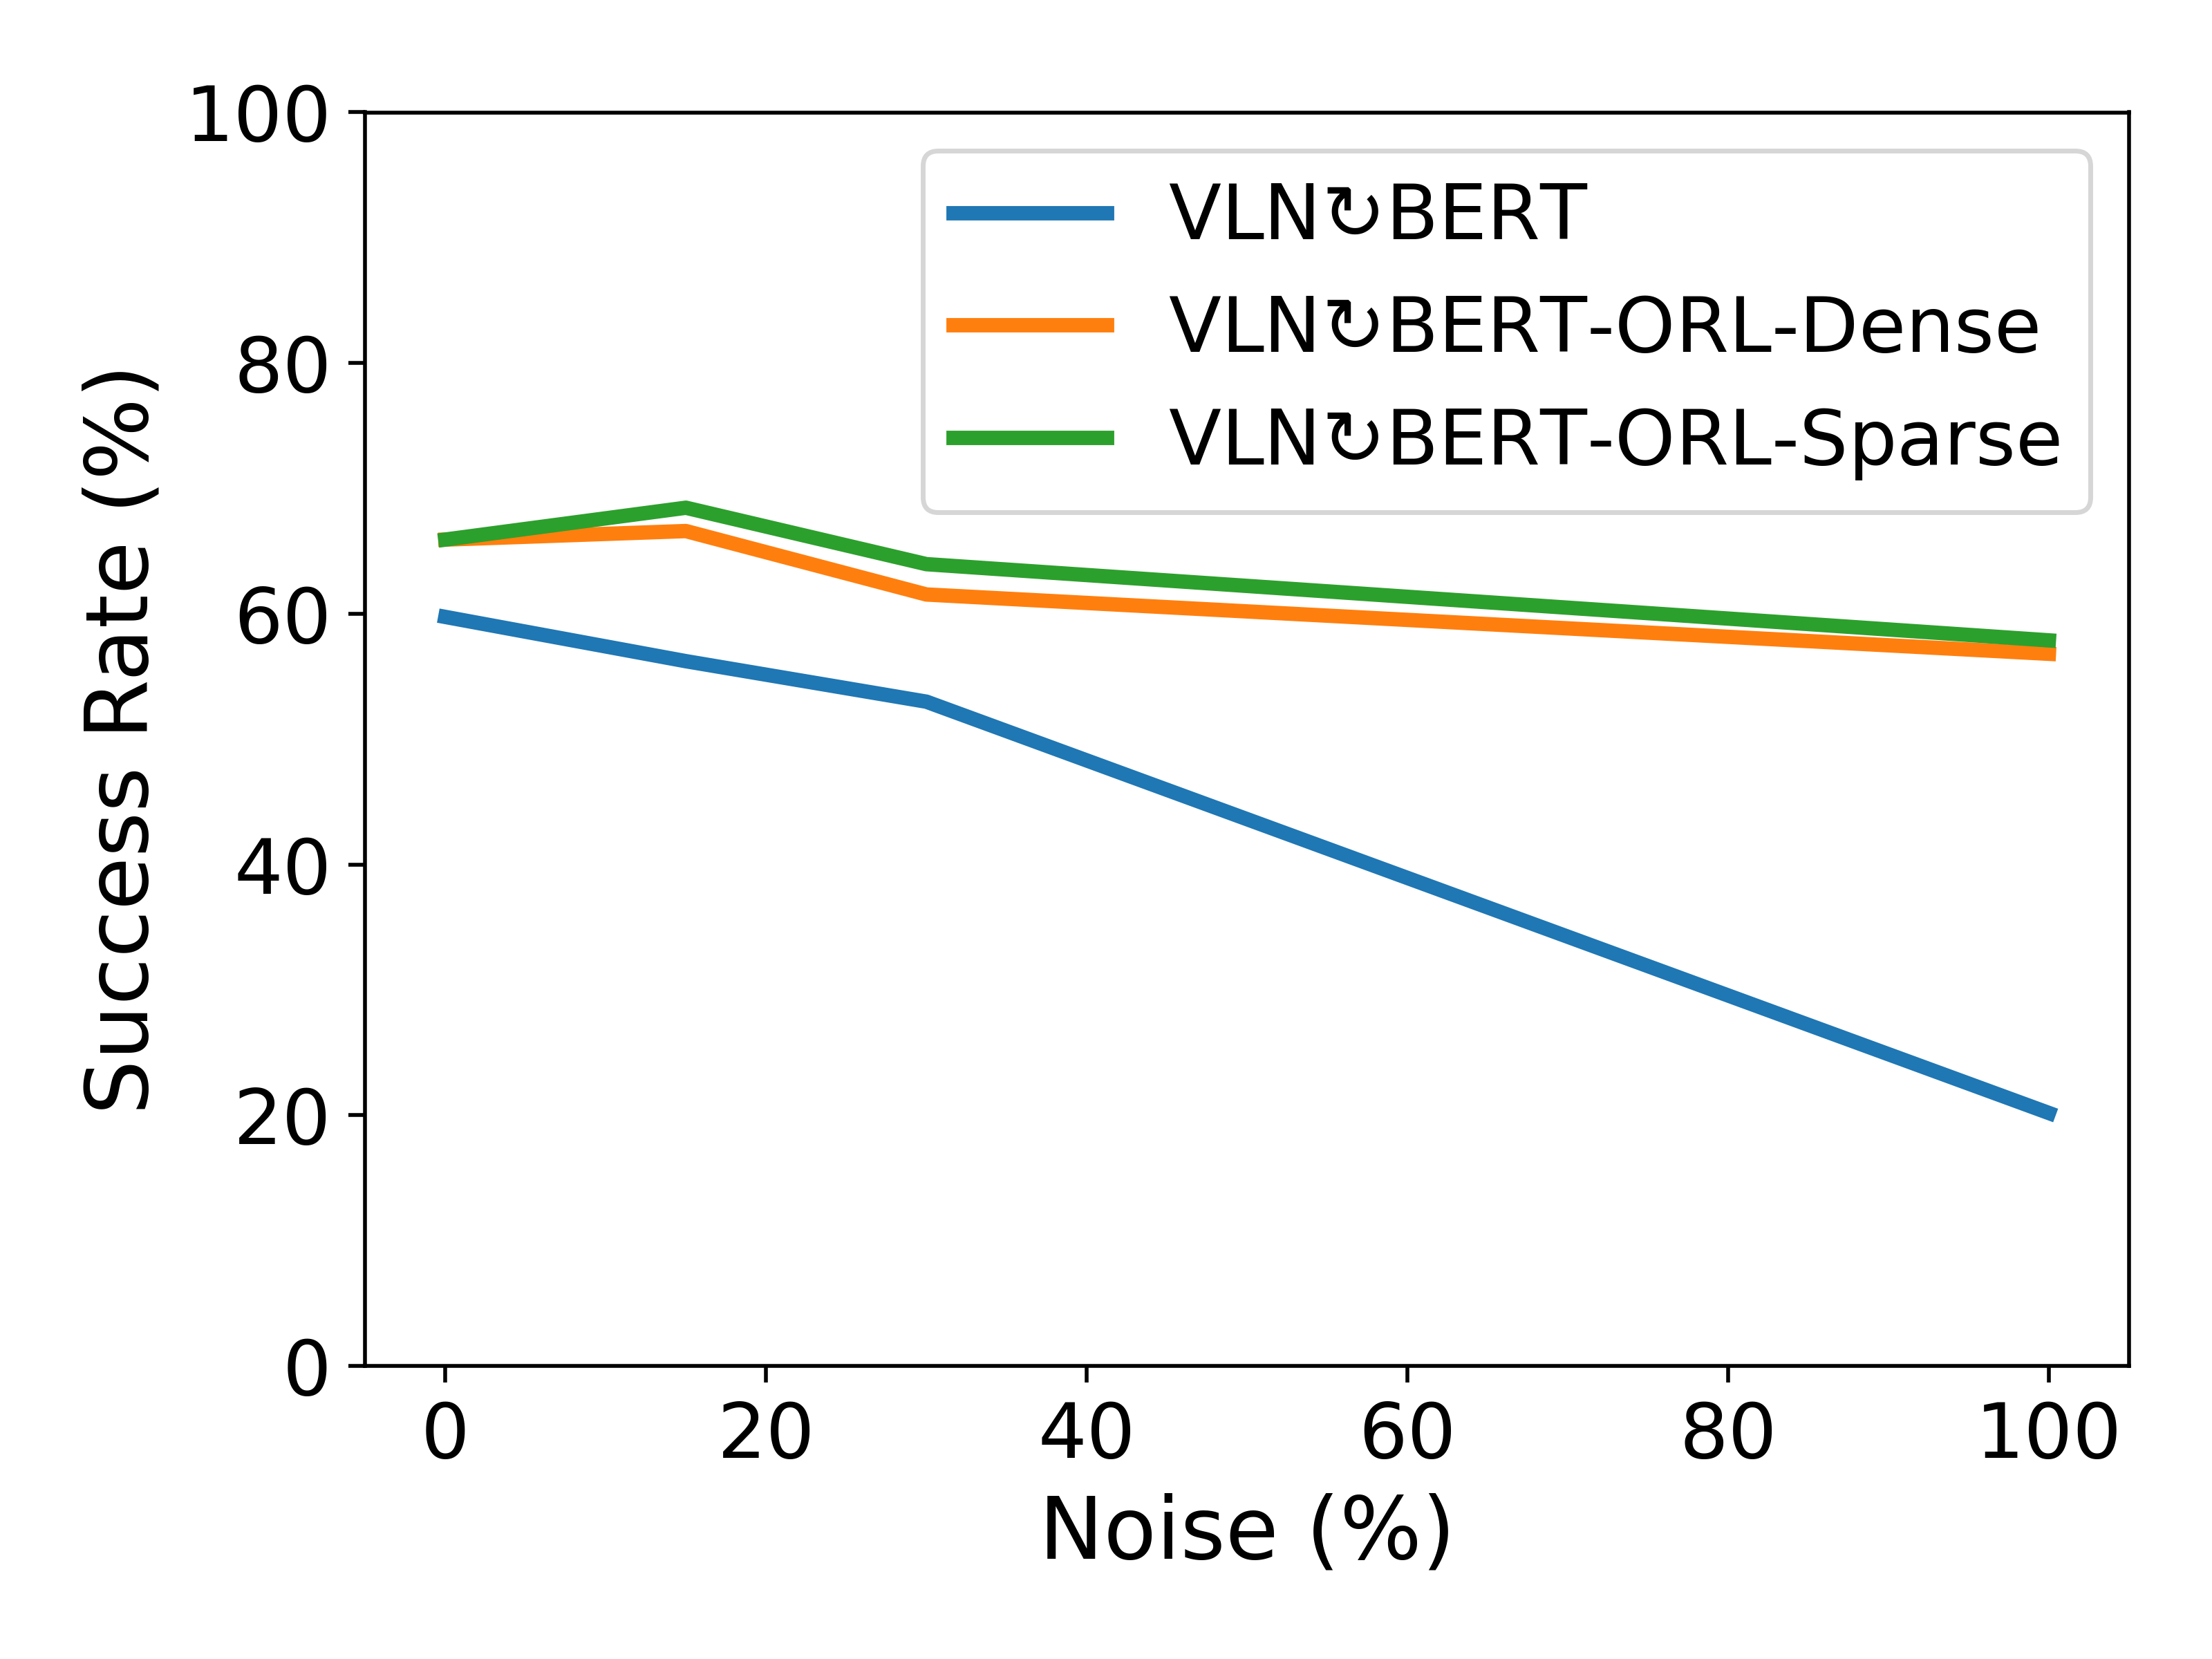 VLN↻BERT
VLN↻BERT-ORL-Dense
VLN↻BERT-ORL-Sparse
Success Rate (%)
100
80
60
40
20
0
0 20 40 60 80 100
Noise (%)